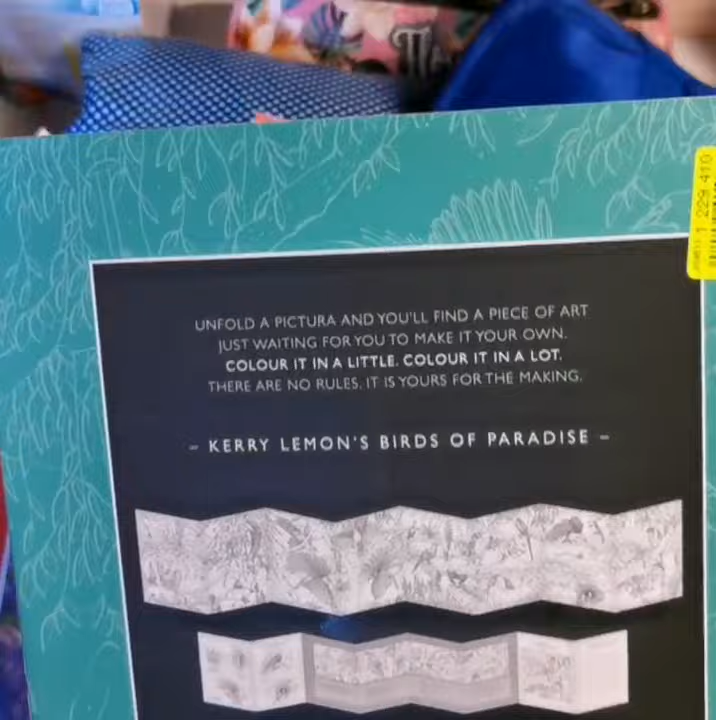 229 410
UNFOLD A PICTURA AND YOU'LL FIND A PIECE OF ART
JUST WAITING FOR YOU TO MAKE IT YOUR OWN.
COLOUR IT IN A LITTLE. COLOUR IT IN A LOT.
THERE ARE NO RULES. IT IS YOURS FOR THE MAKING.
– KERRY LEMON'S BIRDS OF PARADISE –